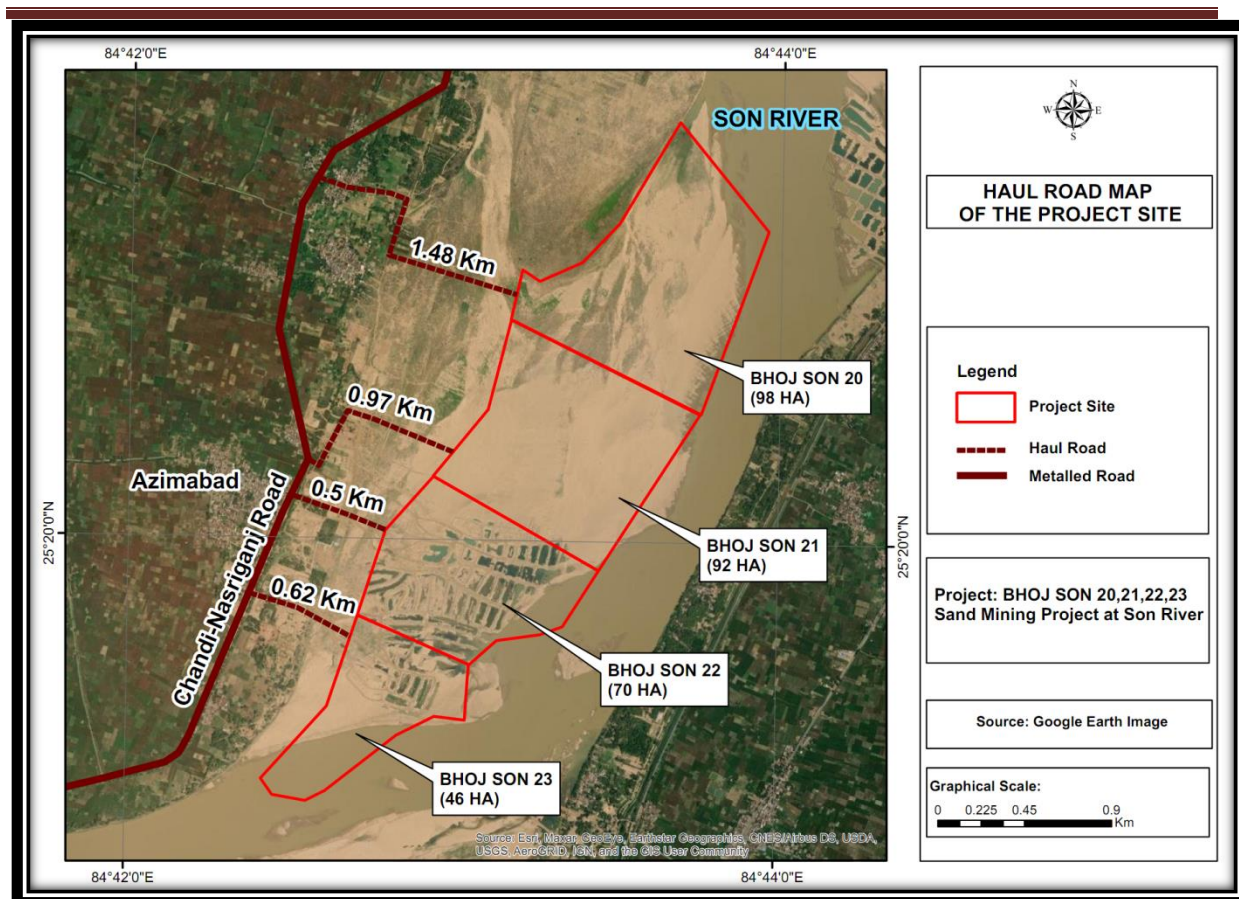 84°42'0"E
84°44'0"E
SON RIVER
1.48 Km
BHOJ SON 20
(98 HA)
0.97 Km
Azimabad
0.5 Km
Chandi-Nasriganj Road
25°20'0"N
25°20'0"N
BHOJ SON 21
(92 HA)
0.62 Km
BHOJ SON 22
(70 HA)
BHOJ SON 23
(46 HA)
Source: Esri, Maxar, GeoEye, Earthstar Geographics, CNES/Airbus DS, USDA,
USGS, AeroGRID, IGN, and the GIS User Community
84°42'0"E
84°44'0"E
N
W E
S
HAUL ROAD MAP
OF THE PROJECT SITE
Legend
Project Site
Haul Road
Metalled Road
Project: BHOJ SON 20,21,22,23
Sand Mining Project at Son River
Source: Google Earth Image
Graphical Scale:
0 0.225 0.45 0.9
Km